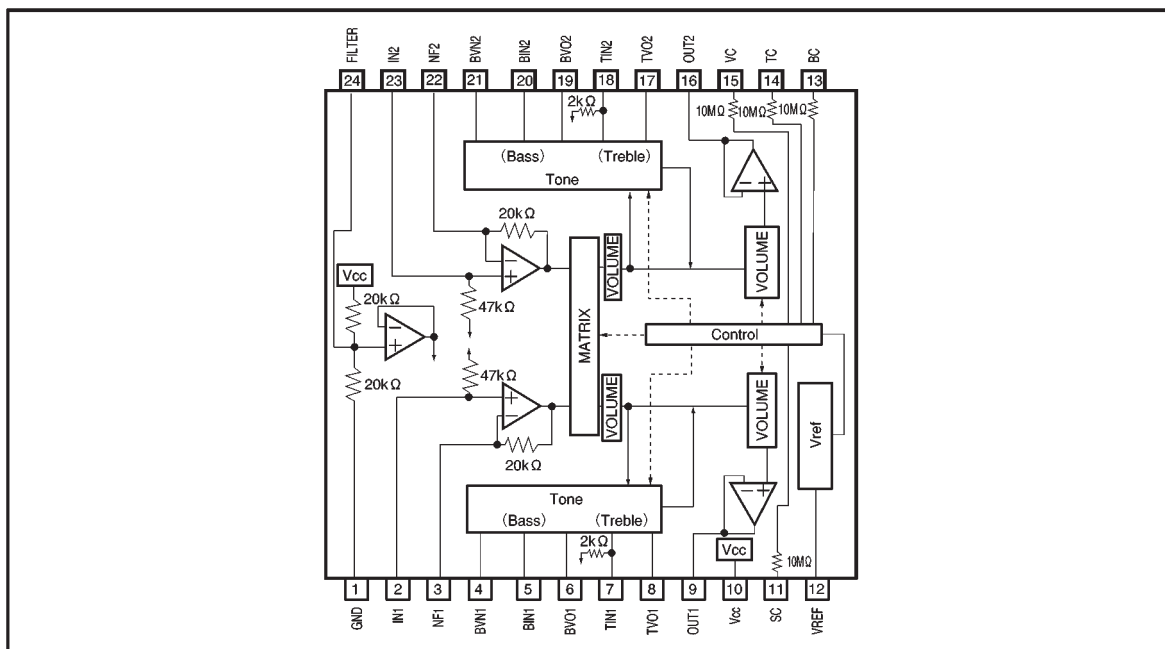 FILTER
IN2
NF2
BVN2
BIN2
BVO2
TIN2
TVO2
OUT2
VC
TC
BC
24
23
22
21
20
19
18
17
16
15
14
13
2kΩ
10MΩ
10MΩ
10MΩ
(Bass)
(Treble)
Tone
20kΩ
Vcc
20kΩ
47kΩ
MATRIX
VOLUME
VOLUME
Control
20kΩ
47kΩ
VOLUME
VOLUME
Vref
20kΩ
Tone
(Bass)
(Treble)
2kΩ
Vcc
10MΩ
1
2
3
4
5
6
7
8
9
10
11
12
GND
IN1
NF1
BVN1
BIN1
BVO1
TIN1
TVO1
OUT1
Vcc
SC
VREF